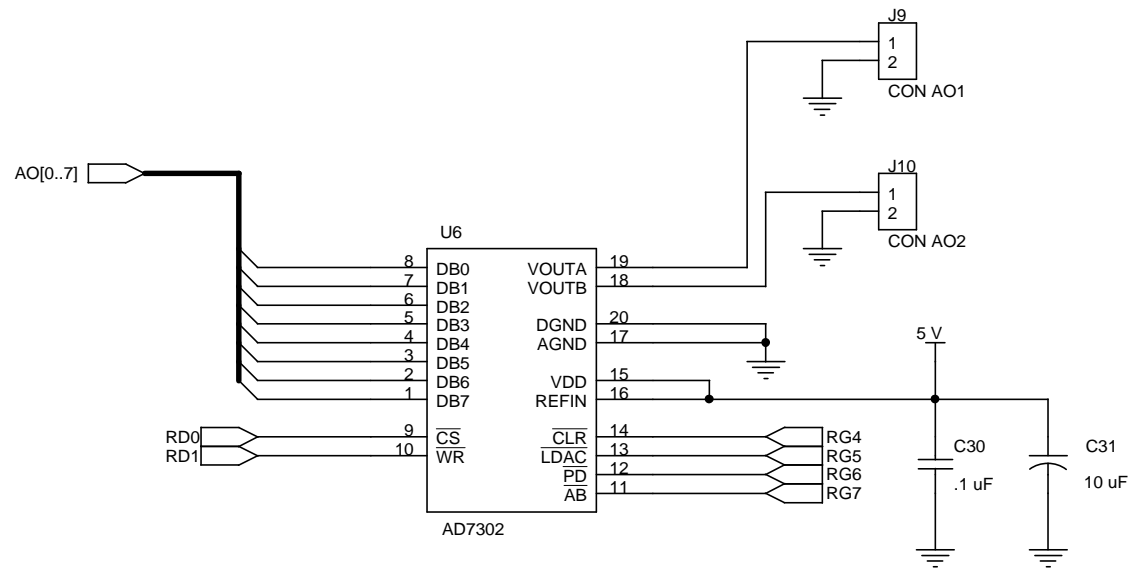 J9
1
2
CON AO1
AO[0..7]
J10
1
2
CON AO2
U6
8 DB0 VOUTA 19
7 DB1 VOUTB 18
6 DB2
5 DB3 DGND 20
4 DB4 AGND 17
3 DB5
2 DB6 VDD 15
1 DB7 REFIN 16
5 V
RD0 9 CS CLR 14 RG4
RD1 10 WR LDAC 13 RG5
PD 12 RG6
AB 11 RG7
C30
.1 uF
C31
10 uF
AD7302